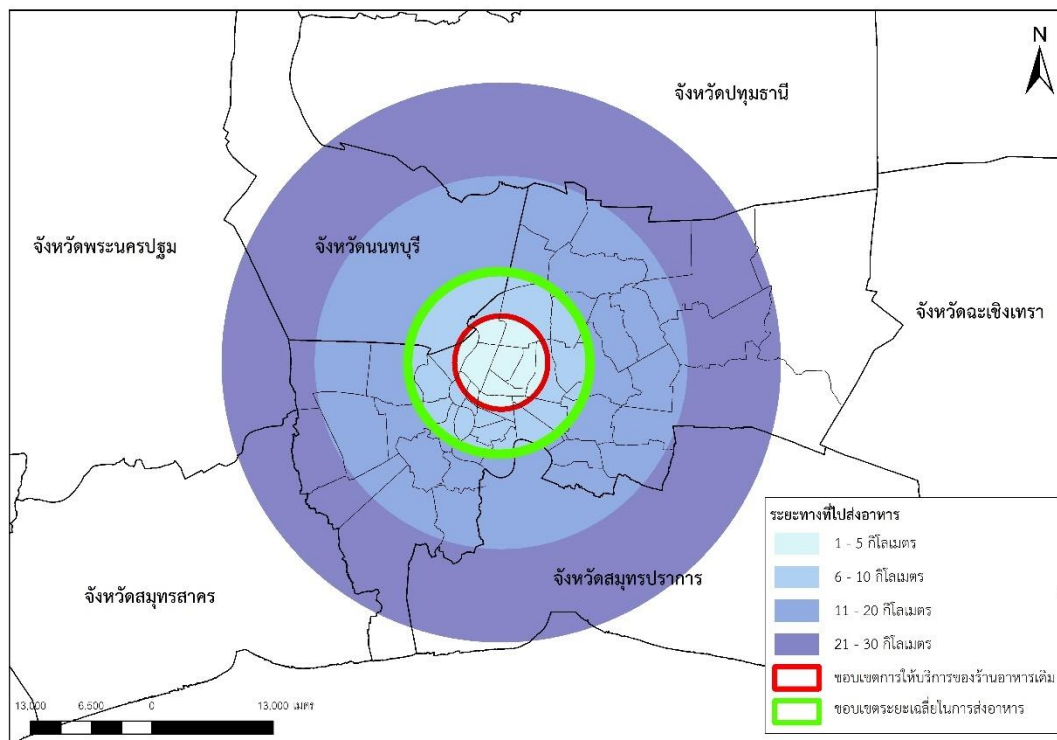 N
จังหวัดปทุมธานี
จังหวัดพระนครปฐม
จังหวัดนนทบุรี
จังหวัดฉะเชิงเทรา
จังหวัดสมุทรสาคร
จังหวัดสมุทรปราการ
ระยะทางที่ไปส่งอาหาร
1 - 5 กิโลเมตร
6 - 10 กิโลเมตร
11 - 20 กิโลเมตร
21 - 30 กิโลเมตร
ขอบเขตการให้บริการของร้านอาหารเดิม
ขอบเขตระยะเฉลี่ยในการส่งอาหาร
13,000 6,500 0 13,000 เมตร